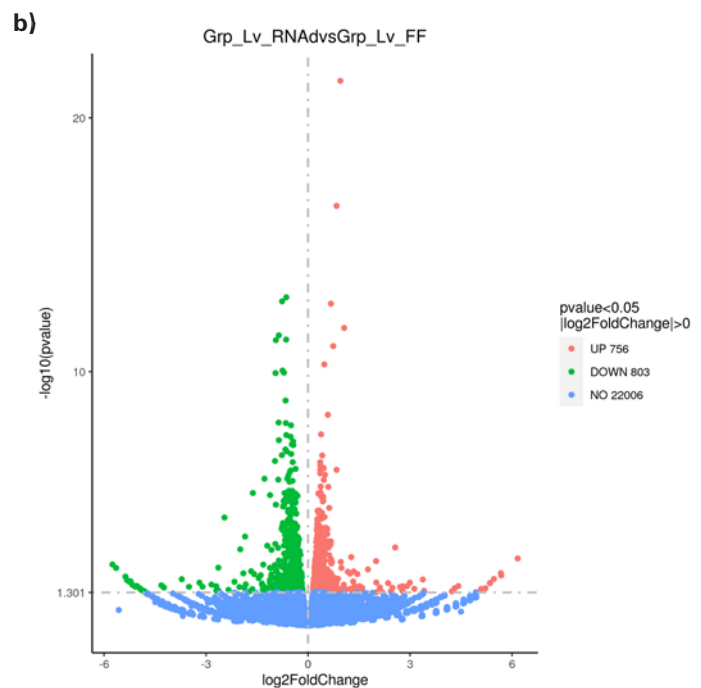 b)
Grp_Lv_RNAdvsGrp_Lv_FF
20
10
1.301
-log10(pvalue)
-6
-3
0
3
6
log2FoldChange
pvalue<0.05
|log2FoldChange|>0
UP 756
DOWN 803
NO 22006